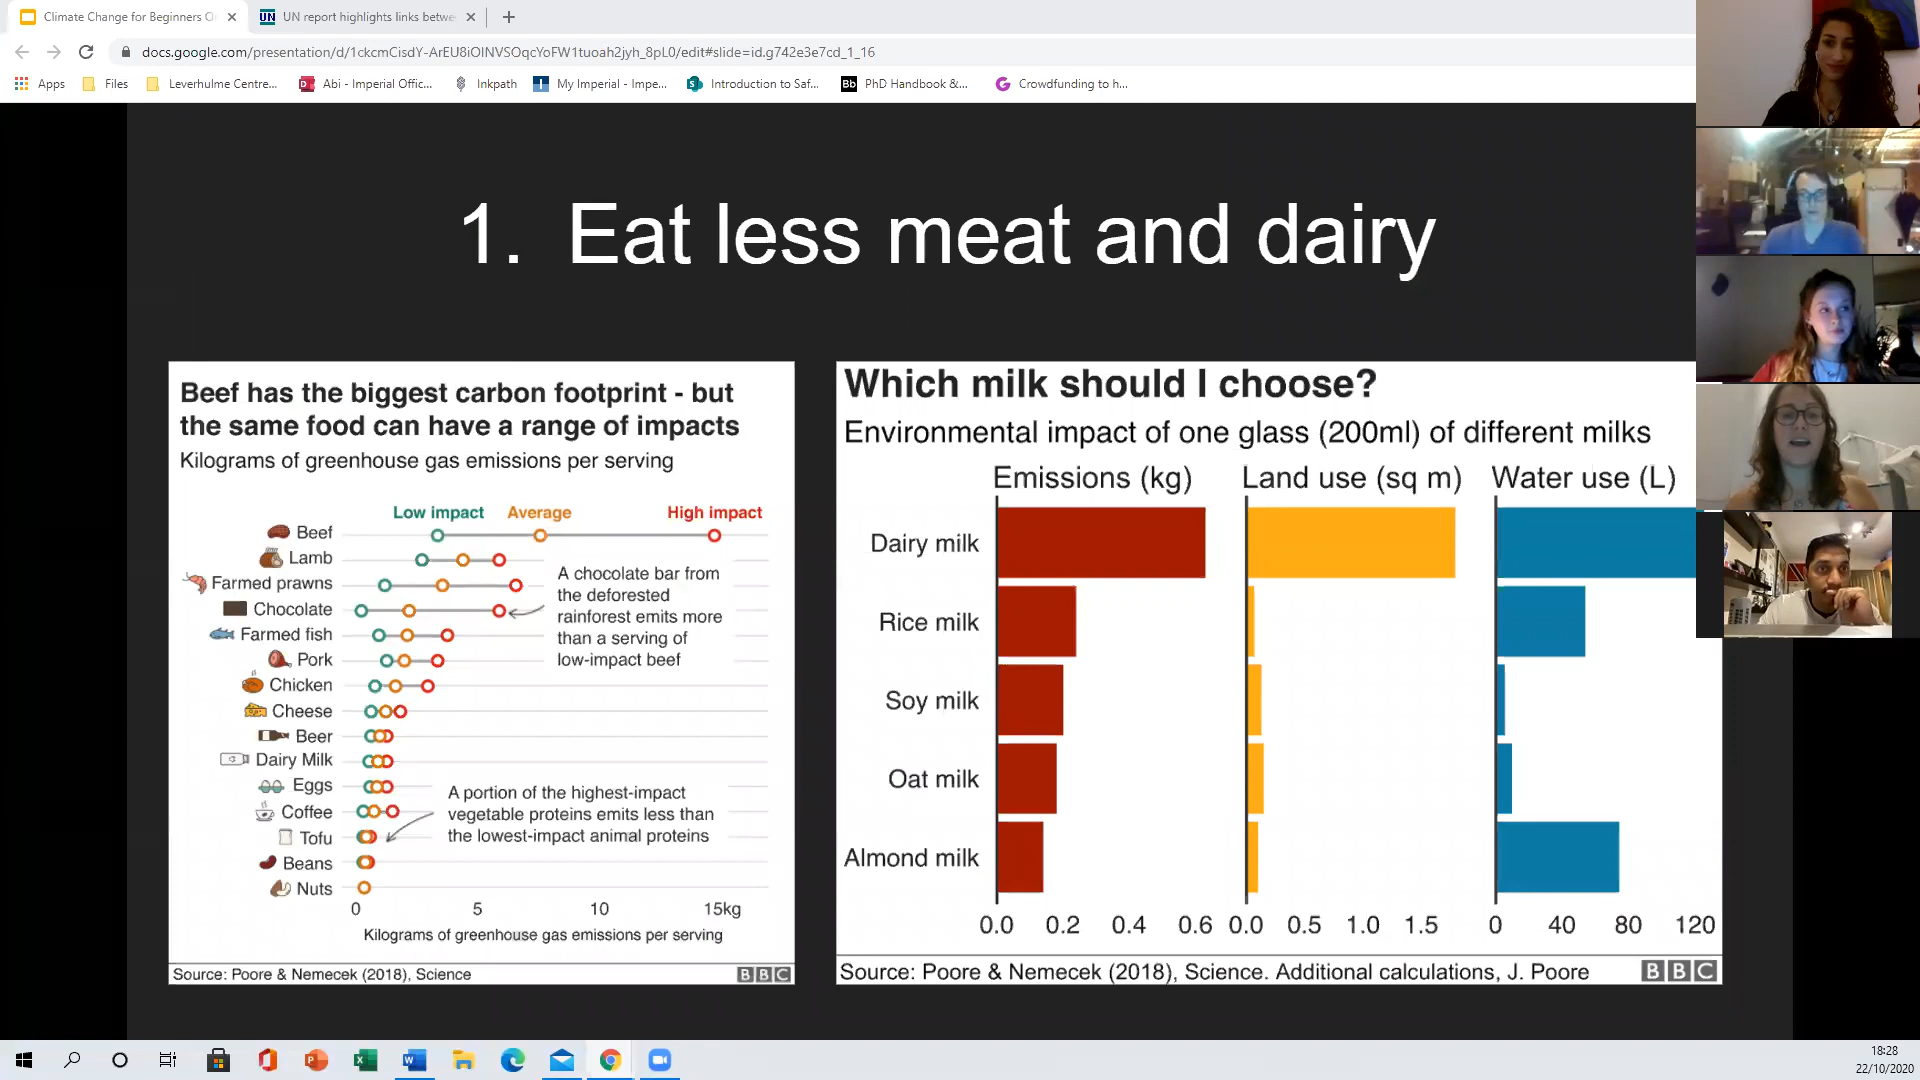 Climate Change for Beginners
UN report highlights links betwe
docs.google.com/presentation/d/1ckcmCisdY-ArEU8iOINVSOqcYoFW1tuoah2jyh_8pL0/edit#slide=id.g742e3e7cd_1_16
Apps
Files
Leverhulme Centre...
Abi - Imperial Offic...
Inkpath
My Imperial - Impe...
Introduction to Saf...
Bb PhD Handbook &...
Crowdfunding to h...
1. Eat less meat and dairy
Beef has the biggest carbon footprint - but
the same food can have a range of impacts
Kilograms of greenhouse gas emissions per serving
Low impact Average High impact
Beef
Lamb
Farmed prawns
Chocolate
Farmed fish
Pork
Chicken
Cheese
Beer
Dairy Milk
Eggs
Coffee
Tofu
Beans
Nuts
A chocolate bar from
the deforested
rainforest emits more
than a serving of
low-impact beef
A portion of the highest-impact
vegetable proteins emits less than
the lowest-impact animal proteins
0 5 10 15kg
Kilograms of greenhouse gas emissions per serving
Source: Poore & Nemecek (2018), Science
BBC
Which milk should I choose?
Environmental impact of one glass (200ml) of different milks
Emissions (kg) Land use (sq m) Water use (L)
Dairy milk
Rice milk
Soy milk
Oat milk
Almond milk
0.0 0.2 0.4 0.6 0.0 0.5 1.0 1.5 0 40 80 120
Source: Poore & Nemecek (2018), Science. Additional calculations, J. Poore
BBC
18:28
22/10/2020